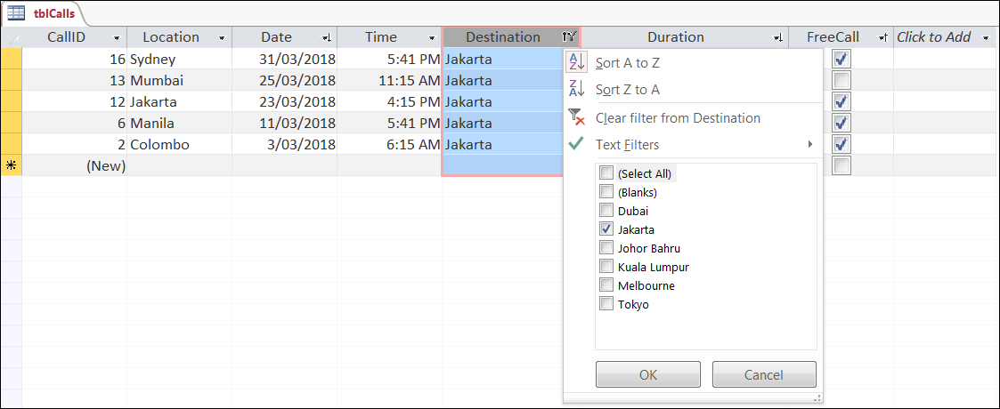 tblCalls
CallID Location Date Time Destination Duration FreeCall Click to Add
16 Sydney 31/03/2018 5:41 PM Jakarta
13 Mumbai 25/03/2018 11:15 AM Jakarta
12 Jakarta 23/03/2018 4:15 PM Jakarta
6 Manila 11/03/2018 5:41 PM Jakarta
2 Colombo 3/03/2018 6:15 AM Jakarta
(New)
Sort A to Z
Sort Z to A
Clear filter from Destination
Text Filters
(Select All)
(Blanks)
Dubai
Jakarta
Johor Bahru
Kuala Lumpur
Melbourne
Tokyo
OK Cancel